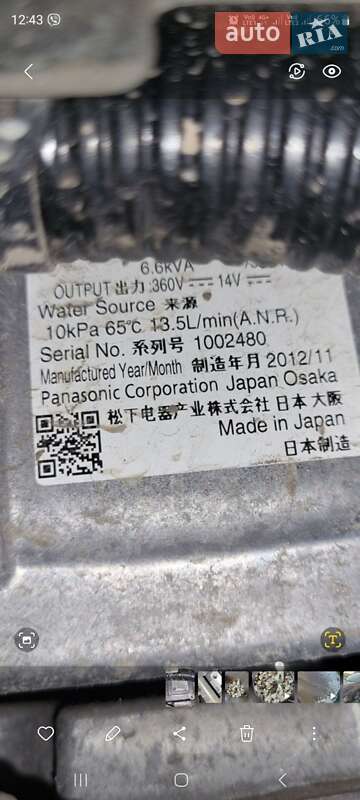 12:43
auto
RIA
.com
6.6kVA
OUTPUT 出力 :360V 14V
Water Source 来源
10kPa 65℃ 13.5L/min(A.N.R.)
Serial No. 系列号 1002480
Manufactured Year/Month 制造年月 2012/11
Panasonic Corporation Japan Osaka
松下电器产业株式会社 日本 大阪
Made in Japan
日本制造
T